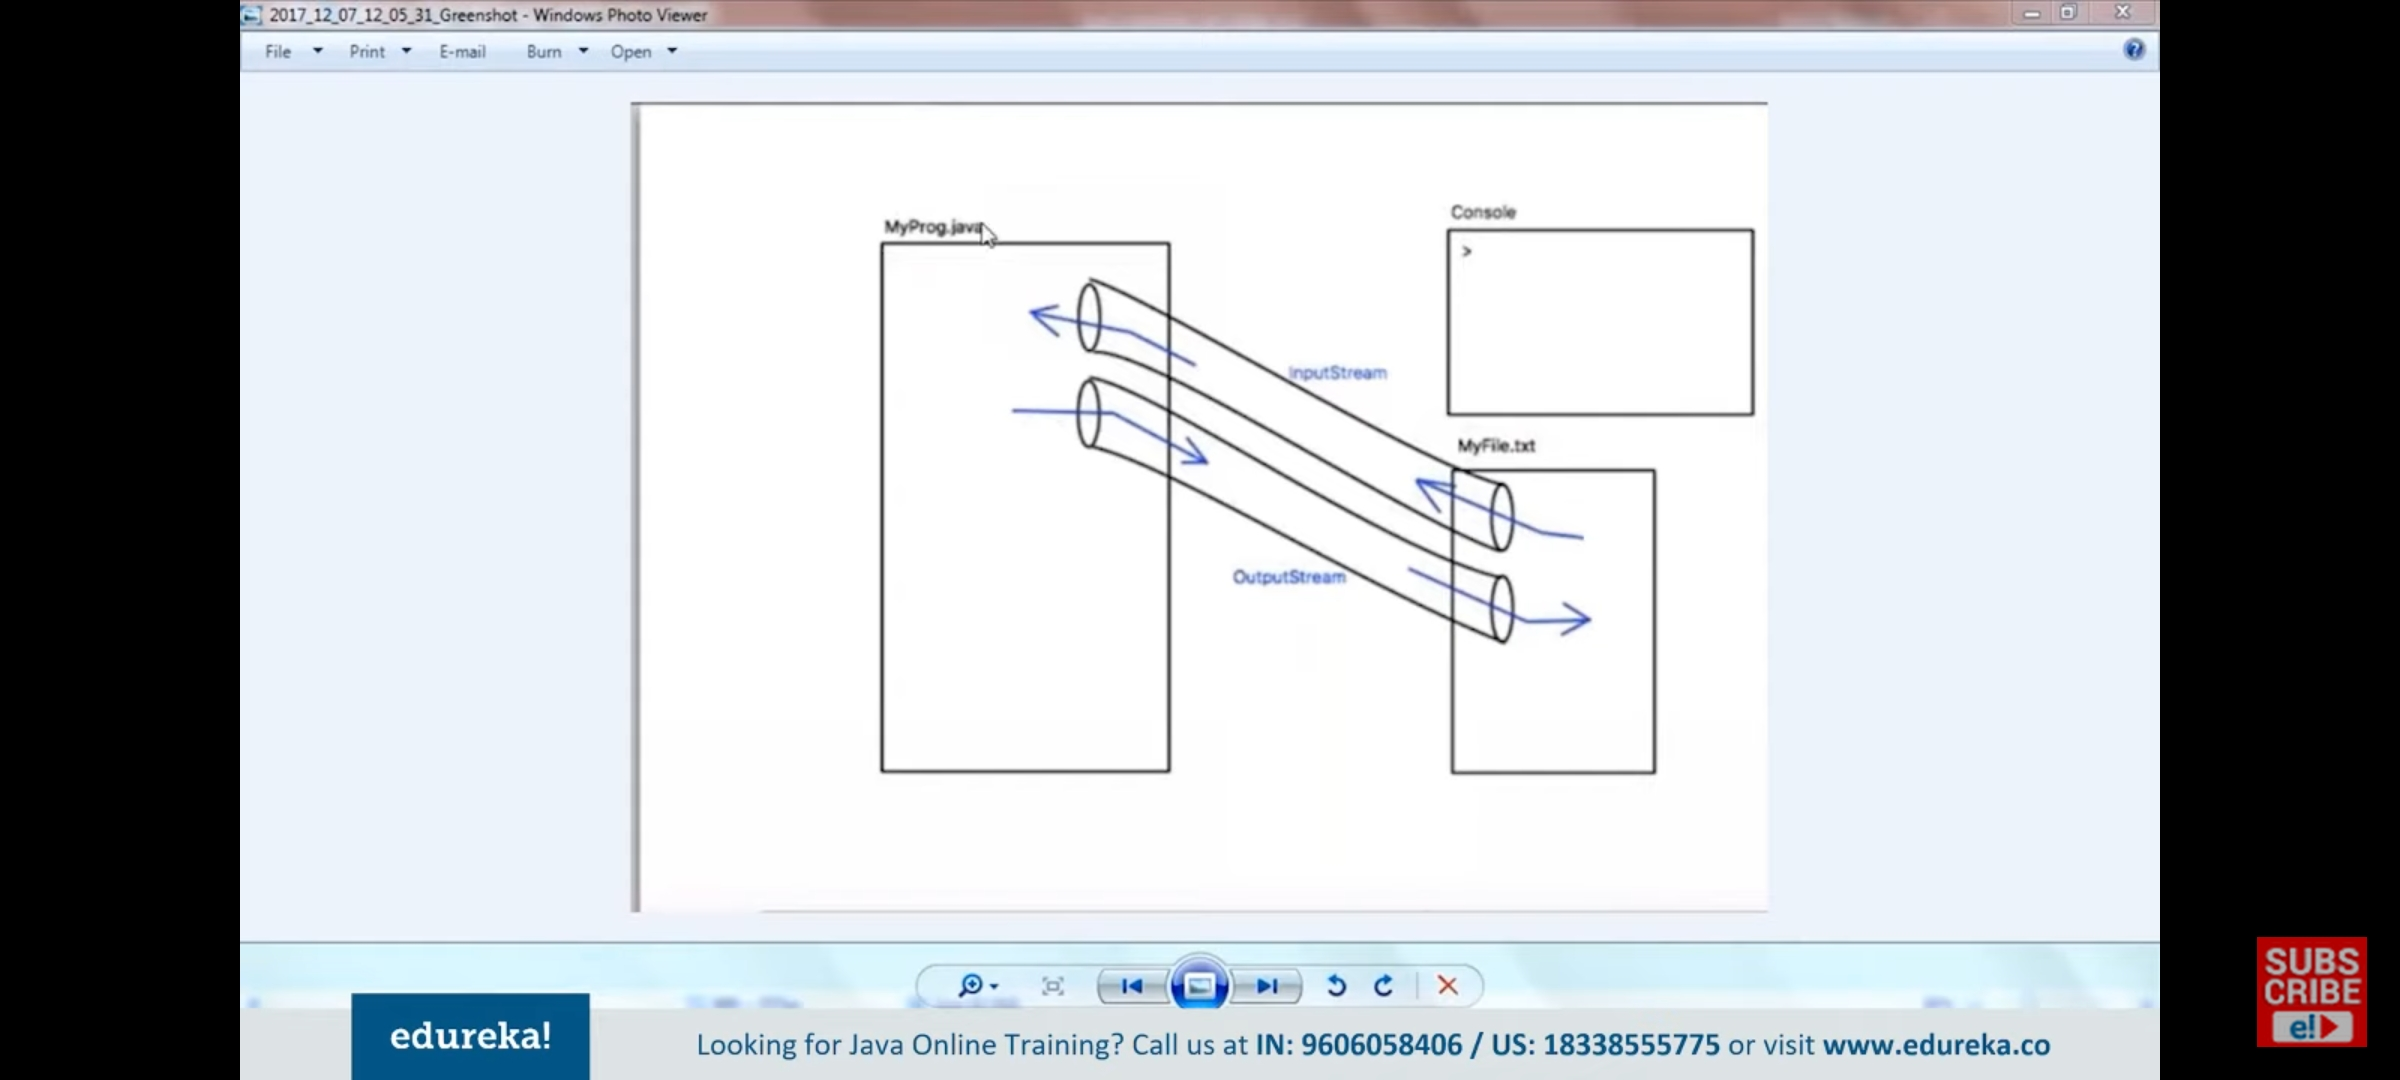 2017_12_07_12_05_31_Greenshot - Windows Photo Viewer
File Print E-mail Burn Open
MyProg.java
Console
>
InputStream
MyFile.txt
OutputStream
SUBS
CRIBE
e!
edureka!
Looking for Java Online Training? Call us at IN: 9606058406 / US: 18338555775 or visit www.edureka.co